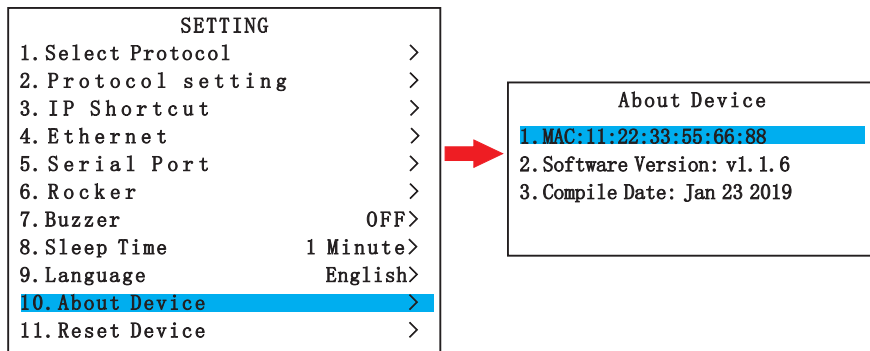 SETTING
1. Select Protocol >
2. Protocol setting >
3. IP Shortcut >
4. Ethernet >
5. Serial Port >
6. Rocker >
7. Buzzer OFF>
8. Sleep Time 1 Minute>
9. Language English>
10. About Device >
11. Reset Device >
About Device
1. MAC:11:22:33:55:66:88
2. Software Version: v1.1.6
3. Compile Date: Jan 23 2019